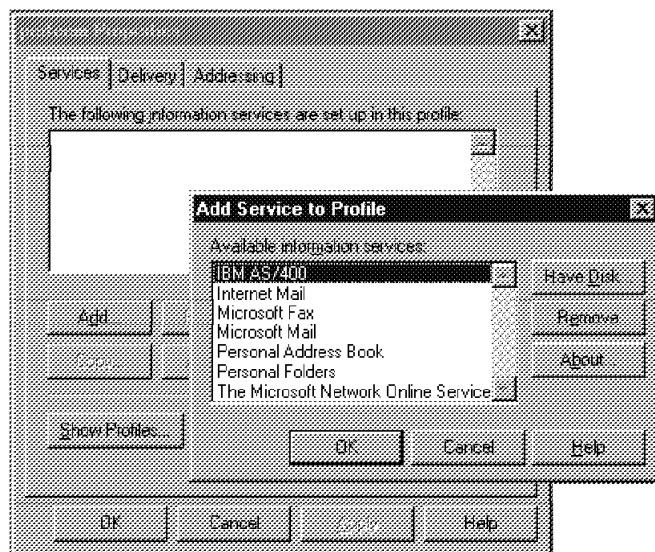 Services
Delivery
Addressing
The following information services are set up in this profile:
Add Service to Profile
Available information services:
IBM AS/400
Internet Mail
Microsoft Fax
Microsoft Mail
Personal Address Book
Personal Folders
The Microsoft Network Online Service
Have Disk
Remove
About
OK
Cancel
Help
Add...
Copy...
Show Profiles...
OK
Cancel
Apply
Help